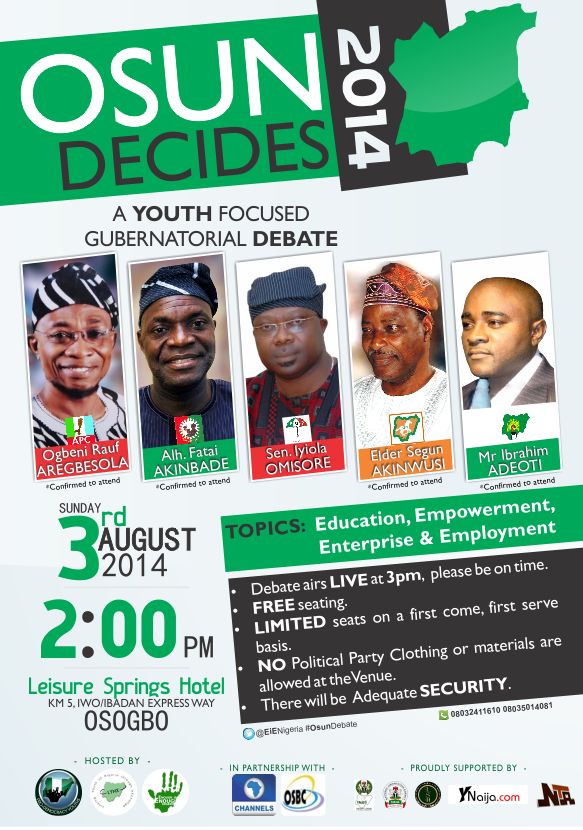 OSUN
DECIDES
2014
A YOUTH FOCUSED
GUBERNATORIAL DEBATE
APC
Ogbeni Rauf
AREGBESOLA
*Confirmed to attend
Alh. Fatai
AKINBADE
*Confirmed to attend
Sen. Iyiola
OMISORE
Elder Segun
AKINWUSI
*Confirmed to attend
Mr Ibrahim
ADEOTI
*Confirmed to attend
SUNDAY
3rd
AUGUST
2014
2:00 PM
Leisure Springs Hotel
KM 5, IWO/IBADAN EXPRESS WAY
OSOGBO
TOPICS: Education, Empowerment,
Enterprise & Employment
• Debate airs LIVE at 3pm, please be on time.
• FREE seating.
• LIMITED seats on a first come, first serve
basis.
• NO Political Party Clothing or materials are
allowed at theVenue.
• There will be Adequate SECURITY.
@EiENigeria #OsunDebate
08032411610 08035014081
- HOSTED BY -
- IN PARTNERSHIP WITH -
CHANNELS
OSBC
- PROUDLY SUPPORTED BY -
YNaija.com
NTA